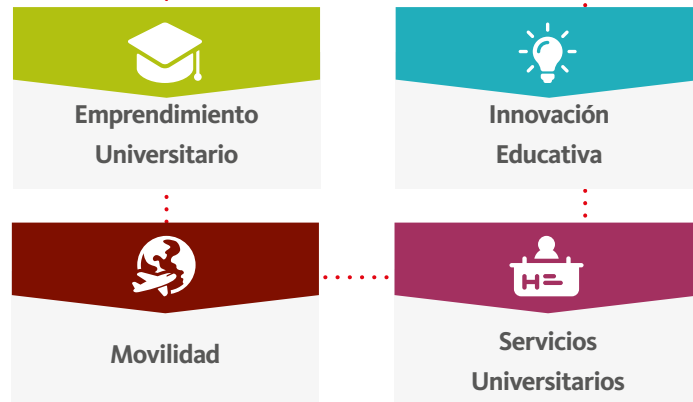 Emprendimiento
Universitario
Innovación
Educativa
Movilidad
Servicios
Universitarios